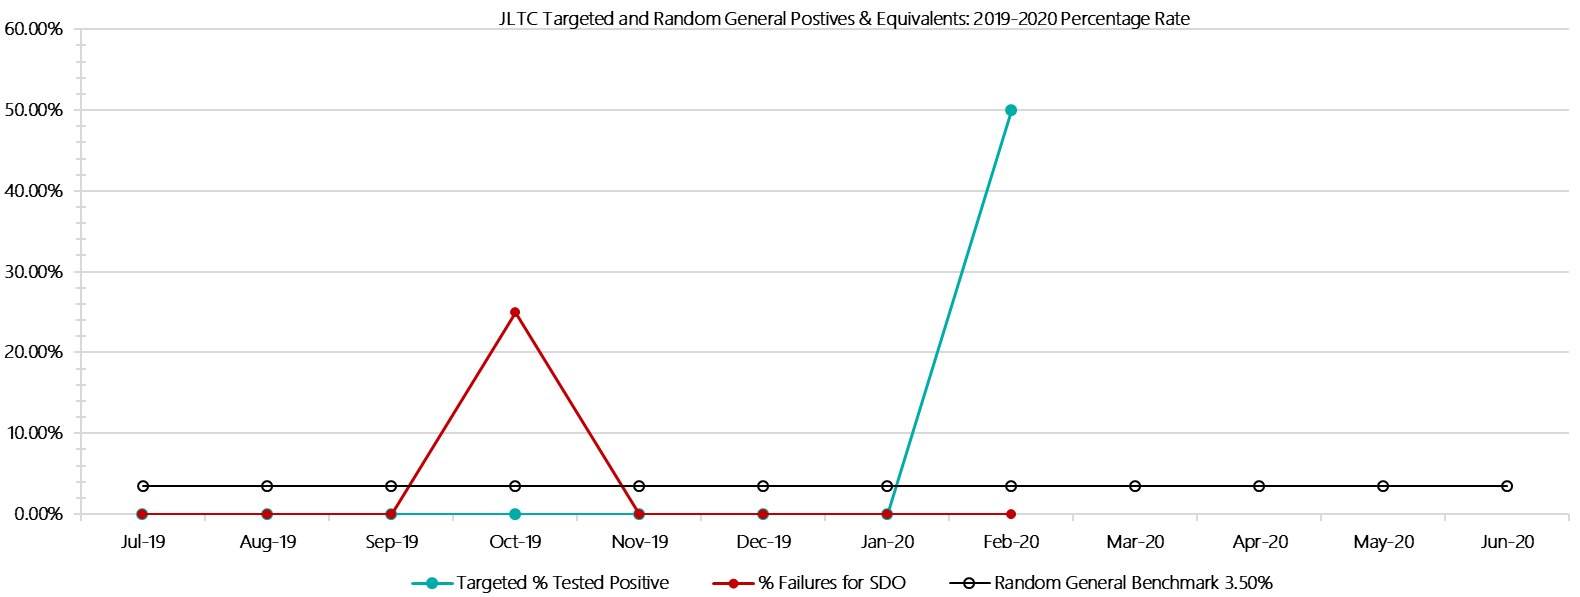 JLTC Targeted and Random General Postives & Equivalents: 2019-2020 Percentage Rate
60.00%
50.00%
40.00%
30.00%
20.00%
10.00%
0.00%
Jul-19 Aug-19 Sep-19 Oct-19 Nov-19 Dec-19 Jan-20 Feb-20 Mar-20 Apr-20 May-20 Jun-20
Targeted % Tested Positive % Failures for SDO Random General Benchmark 3.50%